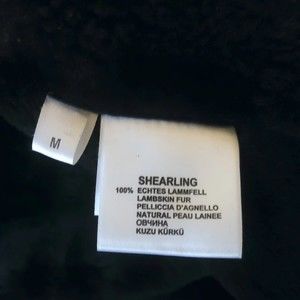 M
SHEARLING
100% ECHTES LAMMFELL
LAMBSKIN FUR
PELLICCIA D'AGNELLO
NATURAL PEAU LAINEE
ОВЧИНА
KUZU KÜRKÜ